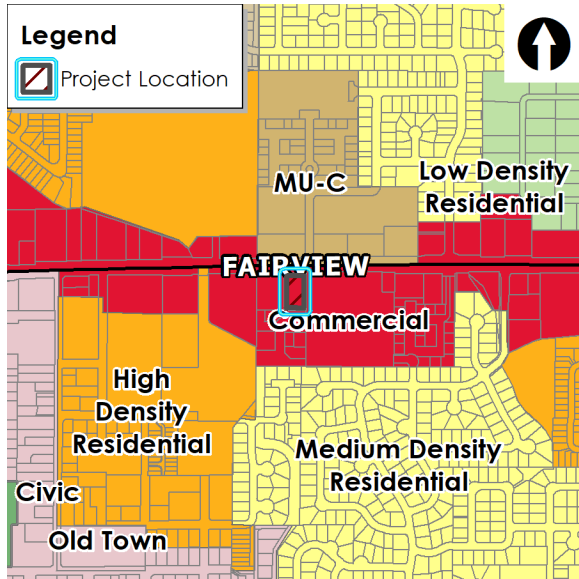 Legend
Project Location
MU-C
Low Density
Residential
FAIRVIEW
Commercial
High
Density
Residential
Medium Density
Residential
Civic
Old Town